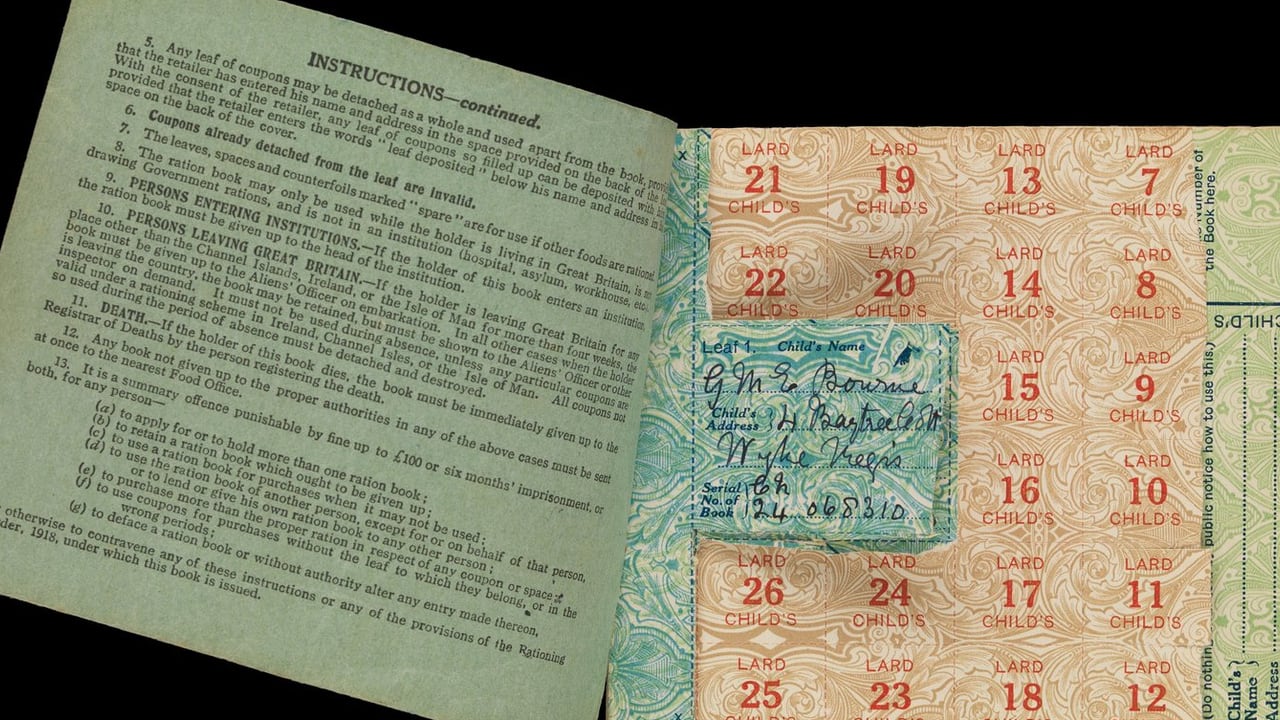 INSTRUCTIONS—continued.
5. Any leaf of coupons may be detached as a whole and used apart from the book, provi
that the retailer has entered his name and address in the space provided on the back of the
With the consent of the retailer, any leaf of coupons so filled up can be deposited with
provided that the retailer enters the words "leaf deposited" below his name and address in
space on the back of the cover.
6. Coupons already detached from the leaf are invalid.
7. The leaves, spaces and counterfoils marked "spare" are for use if other foods are rationed.
8. The ration book may only be used while the holder is living in Great Britain, is
drawing Government rations, and is not in an institution (hospital, asylum, workhouse, etc.
9. PERSONS ENTERING INSTITUTIONS.—If the holder of this book enters an institution,
the ration book must be given up to the head of the institution.
10. PERSONS LEAVING GREAT BRITAIN.—If the holder is leaving Great Britain for any
place other than the Channel Islands, Ireland, or the Isle of Man for more than four weeks, the
book must be given up to the Aliens' Officer on embarkation. In all other cases when the holder
is leaving the country, the book may be retained, but must be shown to the Aliens' Officer or other
inspector on demand. It must not be used during absence, unless any particular coupons are
valid under a rationing scheme in Ireland, Channel Isles, or the Isle of Man. All coupons not
so used during the period of absence must be detached and destroyed.
11. DEATH.—If the holder of this book dies, the book must be immediately given up to the
Registrar of Deaths by the person registering the death.
12. Any book not given up to the proper authorities in any of the above cases must be sent
at once to the nearest Food Office.
13. It is a summary offence punishable by fine up to £100 or six months' imprisonment, or
both, for any person—
(a) to apply for or to hold more than one ration book;
(b) to retain a ration book which ought to be given up;
(c) to use a ration book for purchases when it may not be used;
(d) to use the ration book of another person, except for or on behalf of that person,
or to lend or give his own ration book to any other person;
(e) to purchase more than the proper ration in respect of any coupon or space;
(f) to use coupons for purchases without the leaf to which they belong, or in the
wrong periods;
(g) to deface a ration book or without authority alter any entry made thereon,
otherwise to contravene any of these instructions or any of the provisions of the Rationing
der, 1918, under which this book is issued.
LARD 21 CHILD'S
LARD 19 CHILD'S
LARD 13 CHILD'S
LARD 7 CHILD'S
LARD 22 CHILD'S
LARD 20 CHILD'S
LARD 14 CHILD'S
LARD 8 CHILD'S
Leaf 1. Child's Name
G M E Bourne
Child's Address } 4 Baytree Cott
Wyke Regis
Serial No. of Book } Ch 24 068310
LARD 15 CHILD'S
LARD 9 CHILD'S
LARD 16 CHILD'S
LARD 10 CHILD'S
LARD 26 CHILD'S
LARD 24 CHILD'S
LARD 17 CHILD'S
LARD 11 CHILD'S
LARD 25 CHILD'S
LARD 23 CHILD'S
LARD 18 CHILD'S
LARD 12 CHILD'S
Number of
the Book here.
CHILD'S
public notice how to use this.)
(Do nothin
Child's Name }
Address